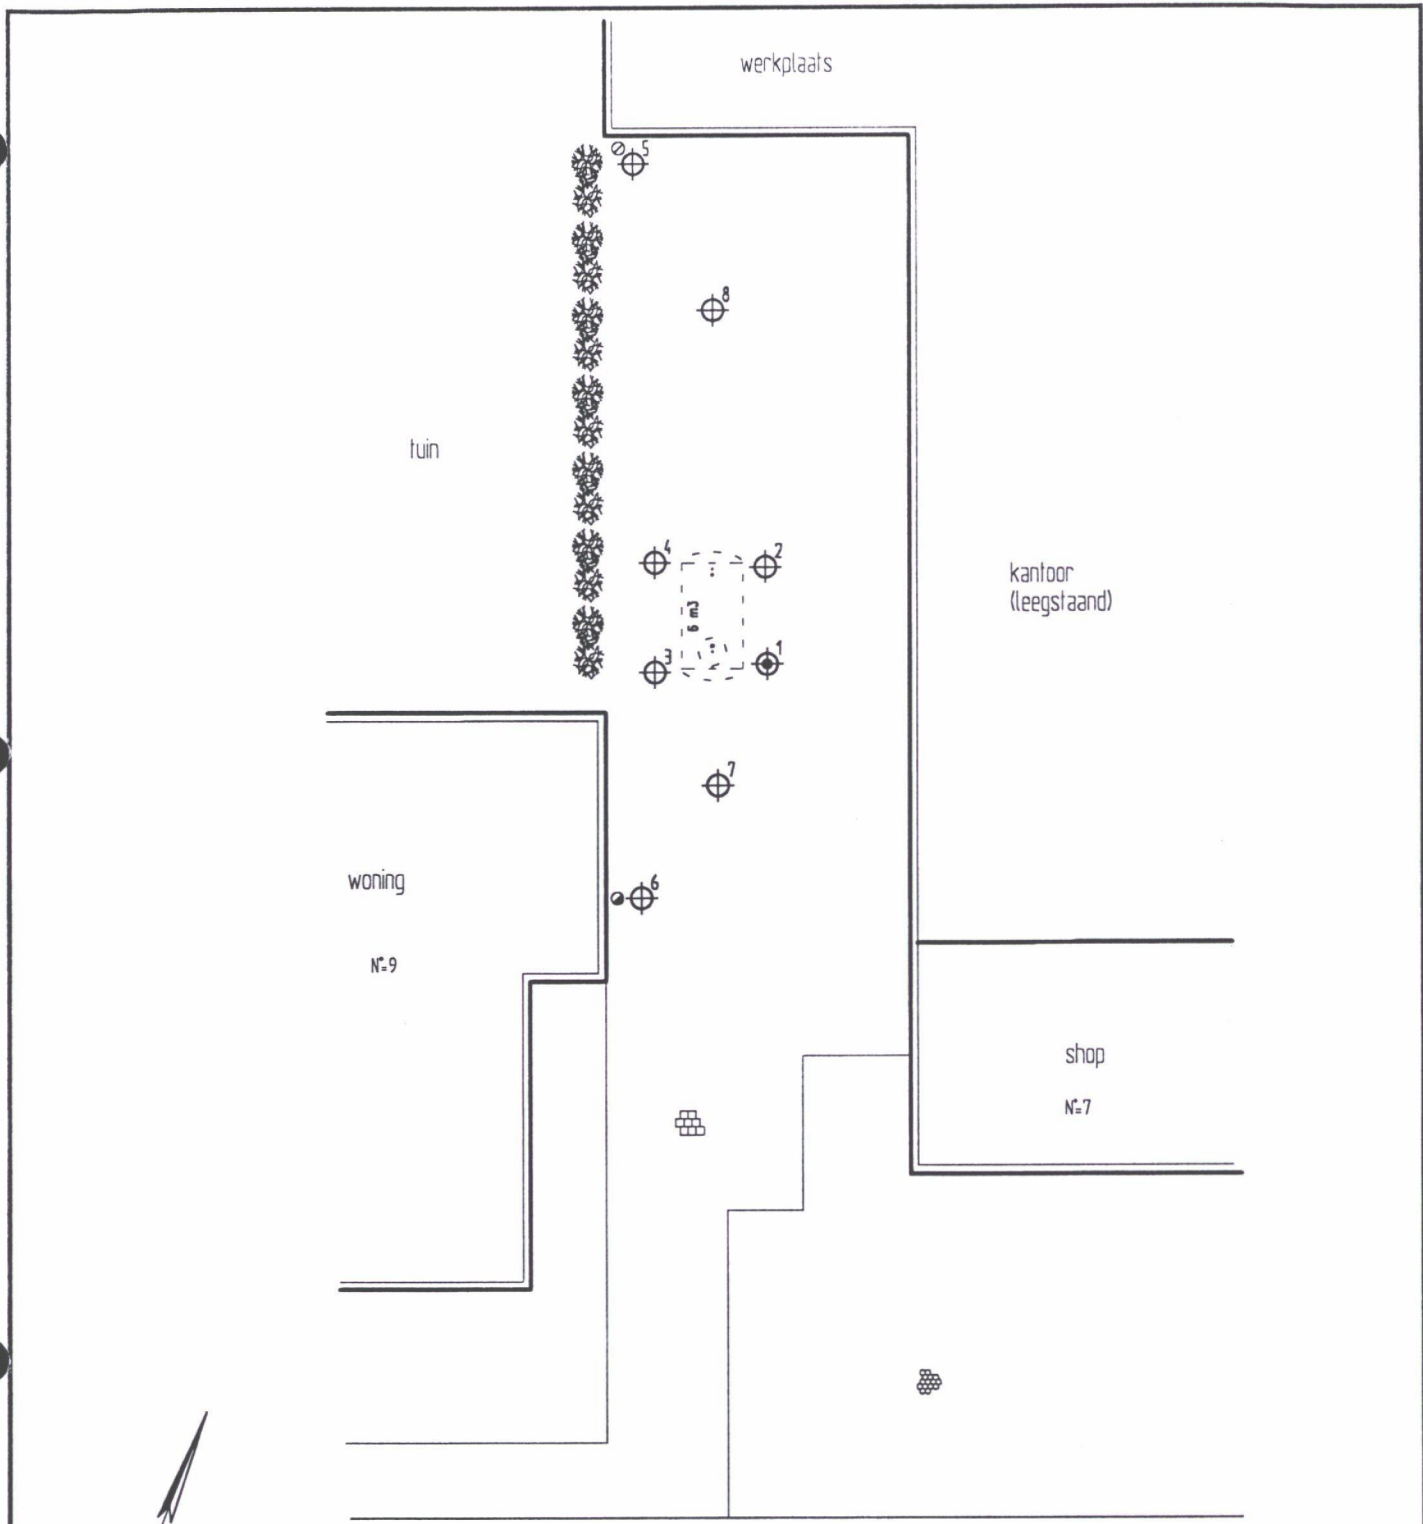 werkplaats
5
8
tuin
4
2
kantoor
(leegstaand)
6 m3
3
1
7
woning
6
N°=9
shop
N°=7